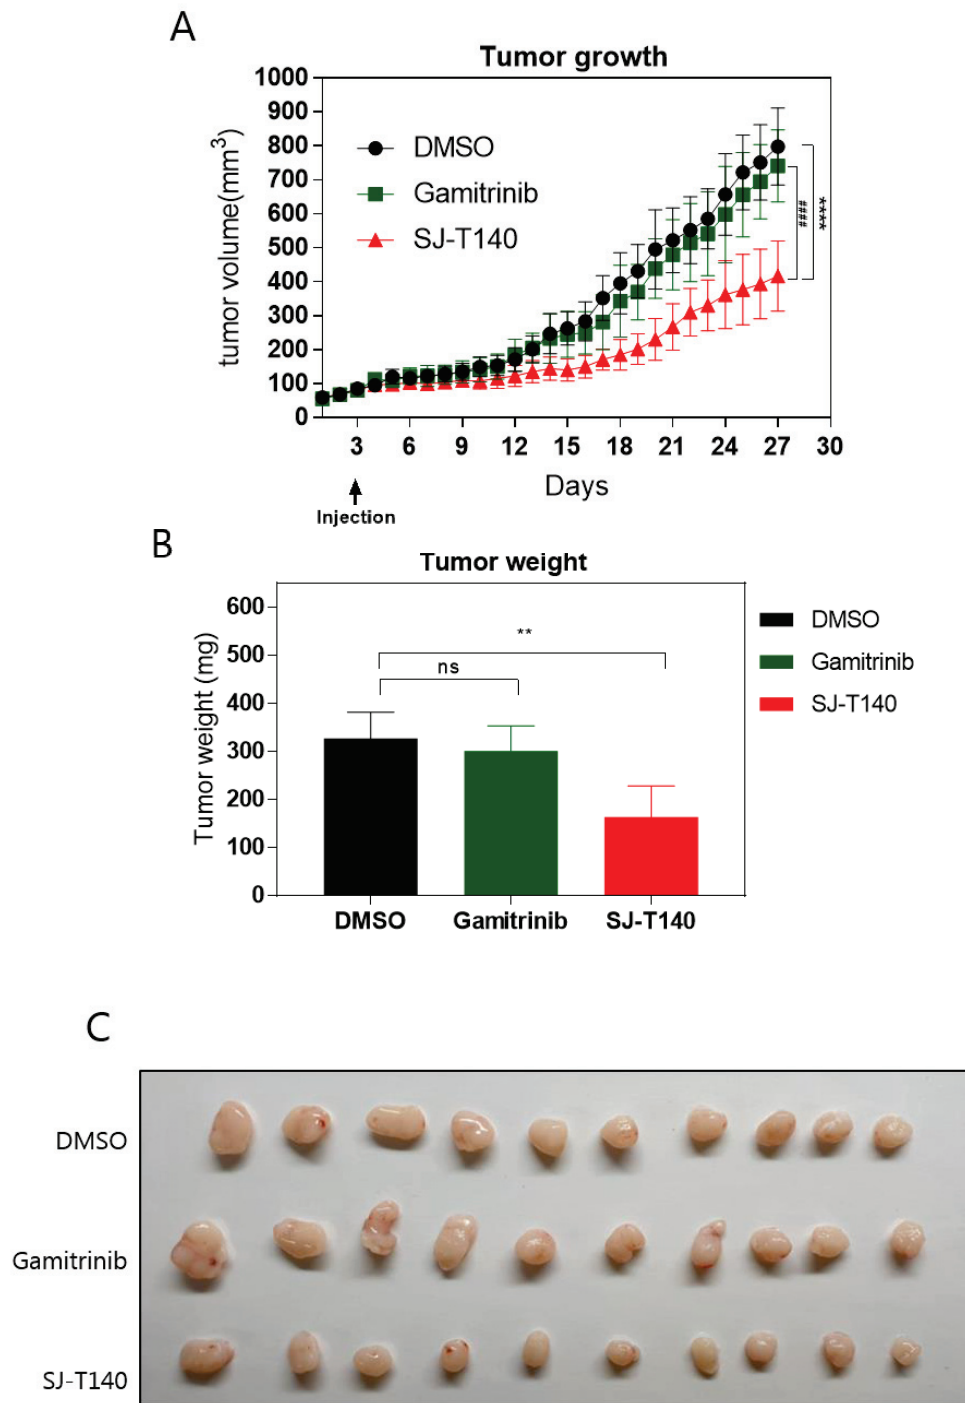 A
Tumor growth
tumor volume(mm³)
1000
900
800
700
600
500
400
300
200
100
0
DMSO
Gamitrinib
SJ-T140
####
****
3 6 9 12 15 18 21 24 27 30
Days
Injection
B
Tumor weight
Tumor weight (mg)
600
500
400
300
200
100
0
**
ns
DMSO
Gamitrinib
SJ-T140
DMSO Gamitrinib SJ-T140
C
DMSO
Gamitrinib
SJ-T140